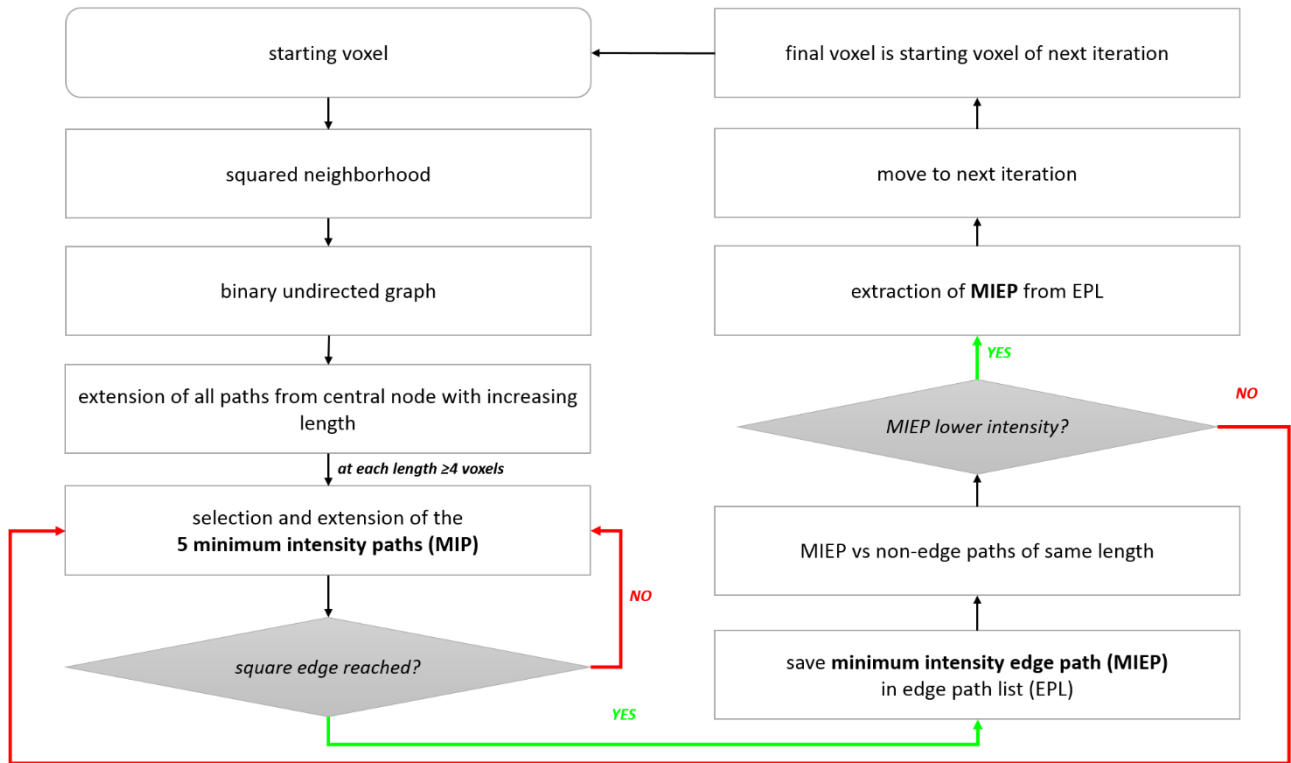 starting voxel
squared neighborhood
binary undirected graph
extension of all paths from central node with increasing
length
at each length ≥4 voxels
selection and extension of the
5 minimum intensity paths (MIP)
NO
square edge reached?
YES
save minimum intensity edge path (MIEP)
in edge path list (EPL)
MIEP vs non-edge paths of same length
MIEP lower intensity?
NO
YES
extraction of MIEP from EPL
move to next iteration
final voxel is starting voxel of next iteration